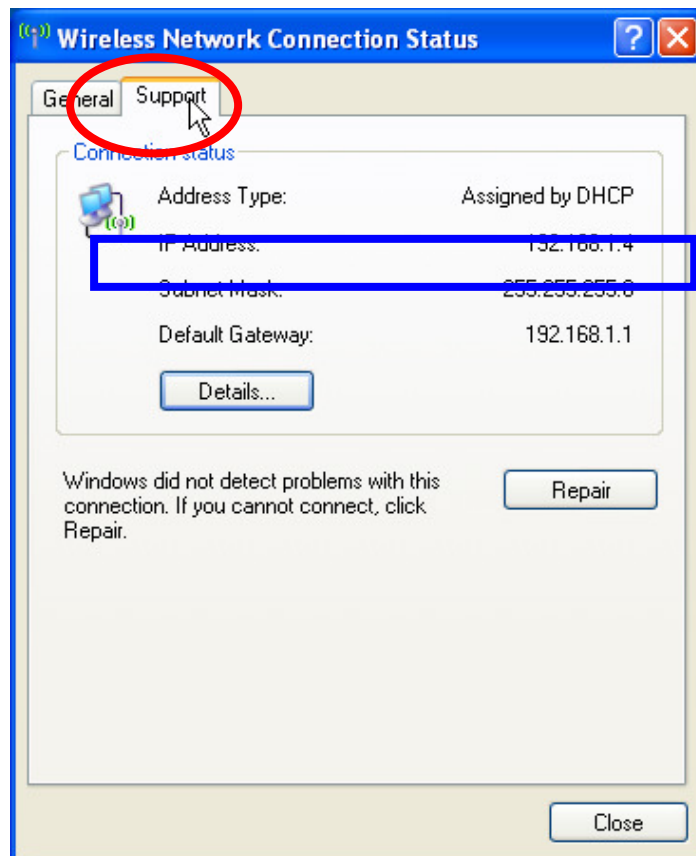 Wireless Network Connection Status
General Support
Connection status
Address Type: Assigned by DHCP
IP Address: 192.168.1.4
Subnet Mask: 255.255.255.0
Default Gateway: 192.168.1.1
Details...
Windows did not detect problems with this
connection. If you cannot connect, click
Repair.
Repair
Close